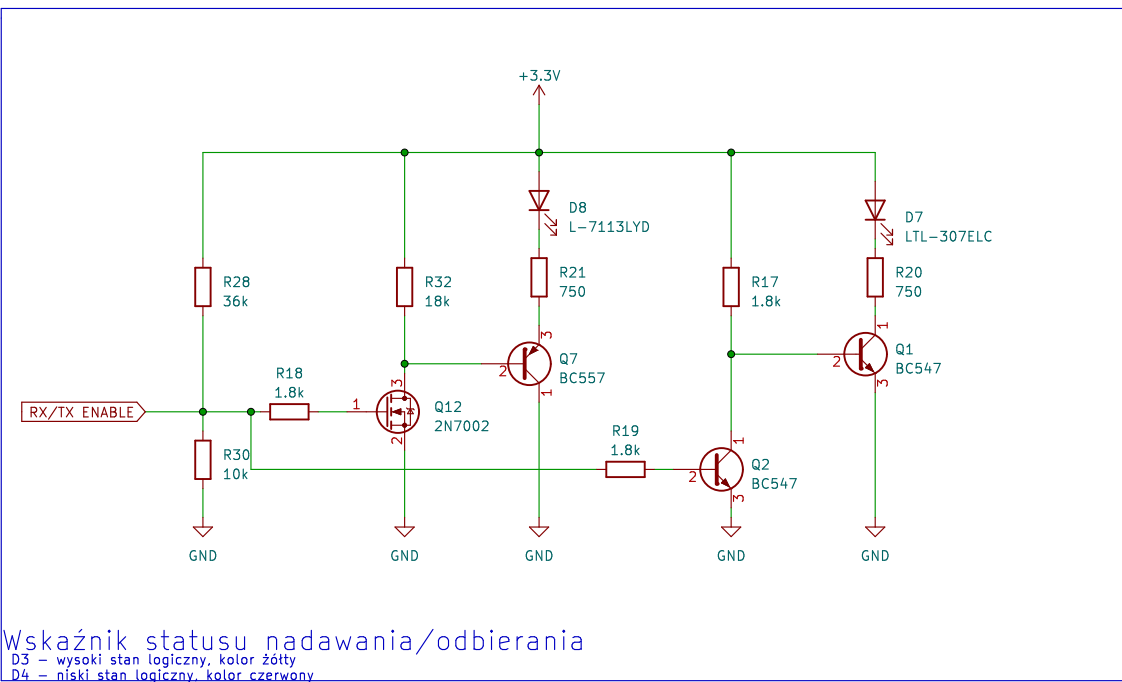 +3.3V
D8
L-7113LYD
D7
LTL-307ELC
R28
36k
R32
18k
R21
750
R17
1.8k
R20
750
3
Q7
BC557
2
1
1
Q1
BC547
2
3
R18
1.8k
3
RX/TX ENABLE
1
Q12
2N7002
2
R30
10k
R19
1.8k
1
Q2
BC547
2
3
GND
GND
GND
GND
GND
Wskaźnik statusu nadawania/odbierania
D3 – wysoki stan logiczny, kolor żółty
D4 – niski stan logiczny, kolor czerwony